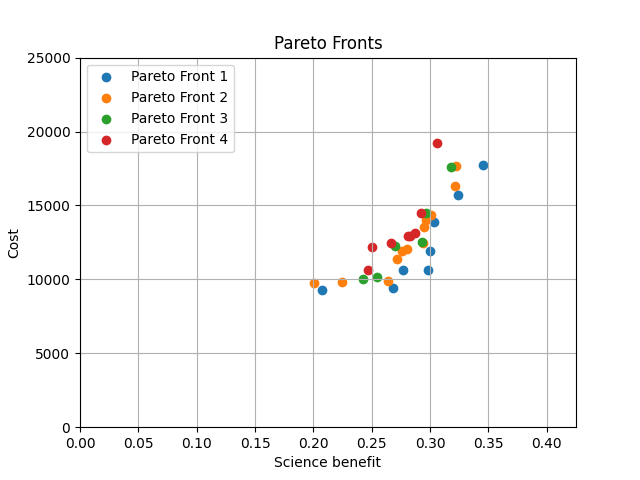 Pareto Fronts
Pareto Front 1
Pareto Front 2
Pareto Front 3
Pareto Front 4
25000
20000
15000
10000
5000
0
Cost
0.00 0.05 0.10 0.15 0.20 0.25 0.30 0.35 0.40
Science benefit